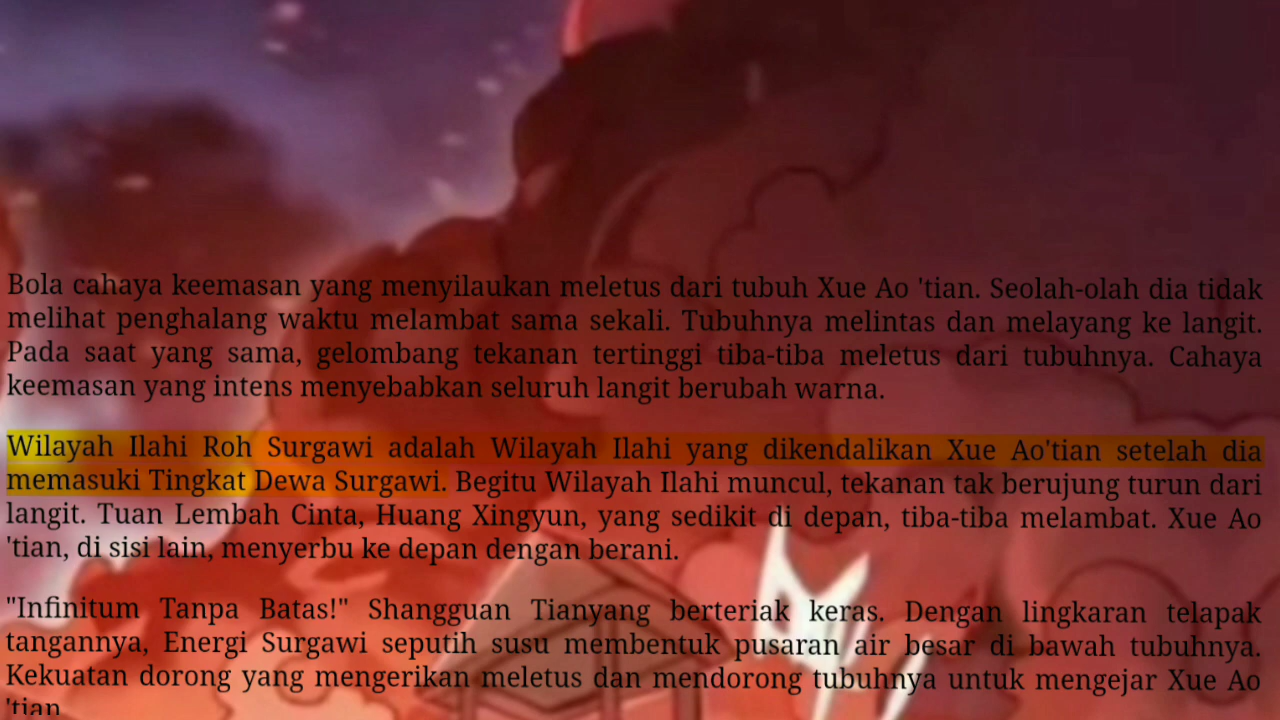 Bola cahaya keemasan yang menyilaukan meletus dari tubuh Xue Ao 'tian. Seolah-olah dia tidak
melihat penghalang waktu melambat sama sekali. Tubuhnya melintas dan melayang ke langit.
Pada saat yang sama, gelombang tekanan tertinggi tiba-tiba meletus dari tubuhnya. Cahaya
keemasan yang intens menyebabkan seluruh langit berubah warna.
Wilayah Ilahi Roh Surgawi adalah Wilayah Ilahi yang dikendalikan Xue Ao'tian setelah dia
memasuki Tingkat Dewa Surgawi. Begitu Wilayah Ilahi muncul, tekanan tak berujung turun dari
langit. Tuan Lembah Cinta, Huang Xingyun, yang sedikit di depan, tiba-tiba melambat. Xue Ao
'tian, di sisi lain, menyerbu ke depan dengan berani.
"Infinitum Tanpa Batas!" Shangguan Tianyang berteriak keras. Dengan lingkaran telapak
tangannya, Energi Surgawi seputih susu membentuk pusaran air besar di bawah tubuhnya.
Kekuatan dorong yang mengerikan meletus dan mendorong tubuhnya untuk mengejar Xue Ao
'tian